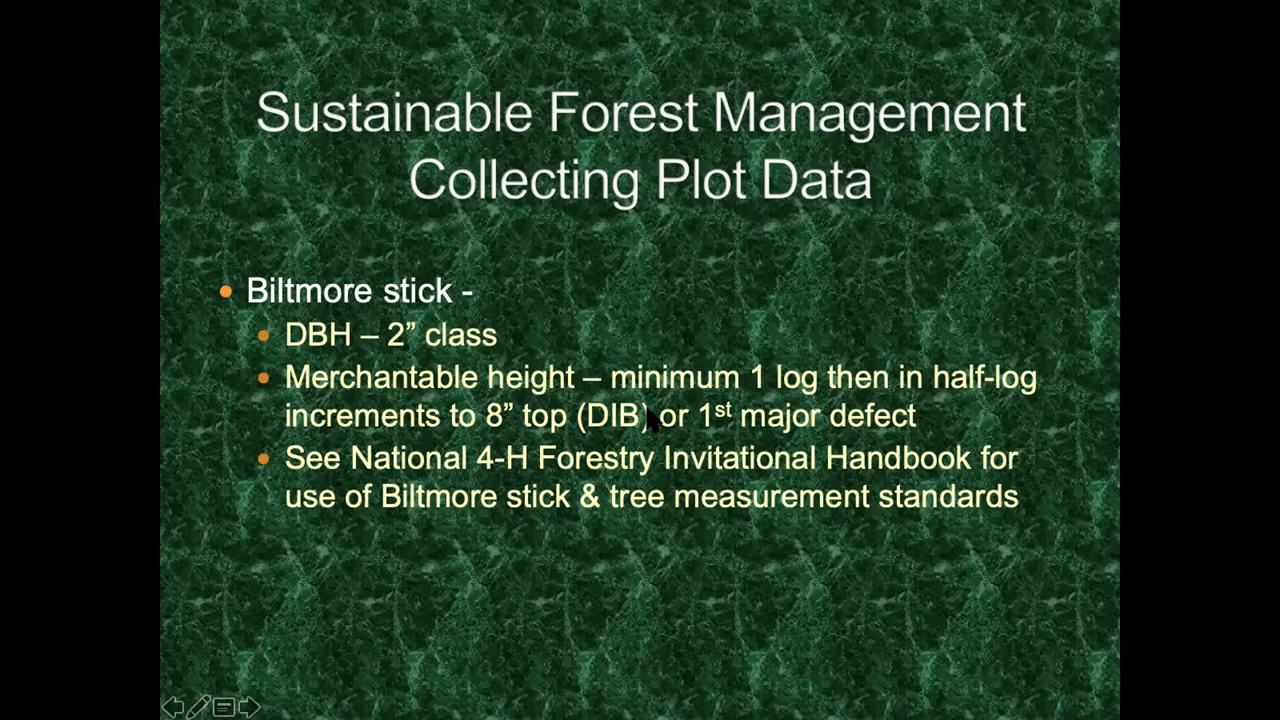 Sustainable Forest Management
Collecting Plot Data
• Biltmore stick -
• DBH – 2” class
• Merchantable height – minimum 1 log then in half-log
increments to 8” top (DIB) or 1st major defect
• See National 4-H Forestry Invitational Handbook for
use of Biltmore stick & tree measurement standards